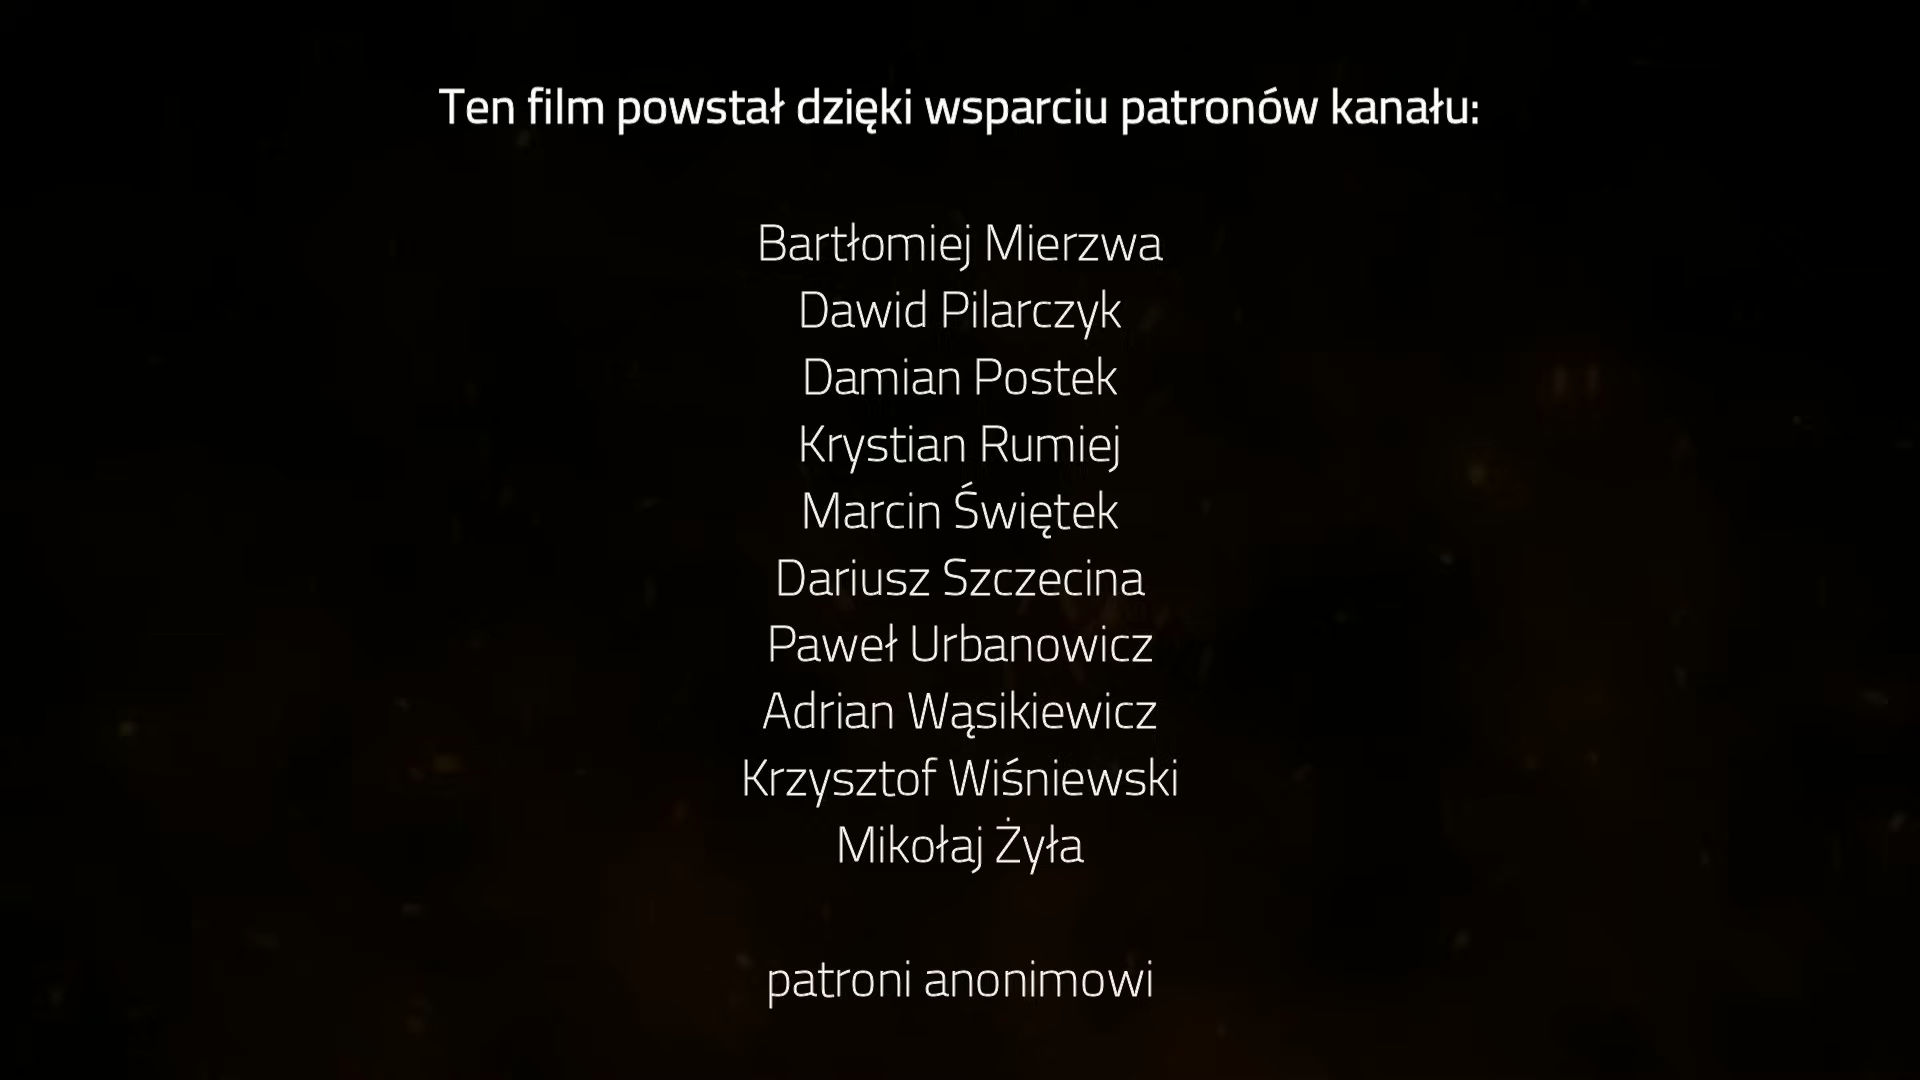 Ten film powstał dzięki wsparciu patronów kanału:
Bartłomiej Mierzwa
Dawid Pilarczyk
Damian Postek
Krystian Rumiej
Marcin Świętek
Dariusz Szczecina
Paweł Urbanowicz
Adrian Wąsikiewicz
Krzysztof Wiśniewski
Mikołaj Żyła
patroni anonimowi